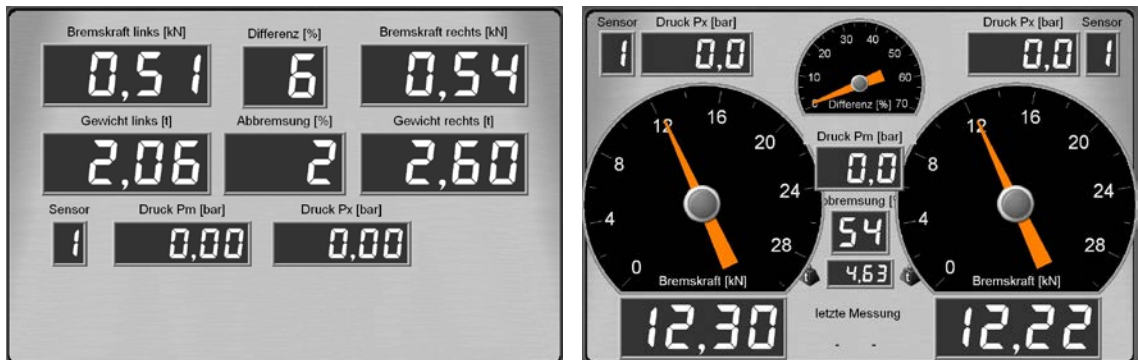 Bremskraft links [kN] Differenz [%] Bremskraft rechts [kN]
0,51 6 0,54
Gewicht links [t] Abbremsung [%] Gewicht rechts [t]
2,06 2 2,60
Sensor Druck Pm [bar] Druck Px [bar]
1 0,00 0,00
Sensor Druck Px [bar] Druck Px [bar] Sensor
1 0,0 0,0 1
0 10 20 30 40 50 60 70
Differenz [%]
0 4 8 12 16 20 24 28
Bremskraft [kN]
12,30
Druck Pm [bar]
0,0
bbremsung [
54
4,63
t t
letzte Messung
- -
0 4 8 12 16 20 24 28
Bremskraft [kN]
12,22